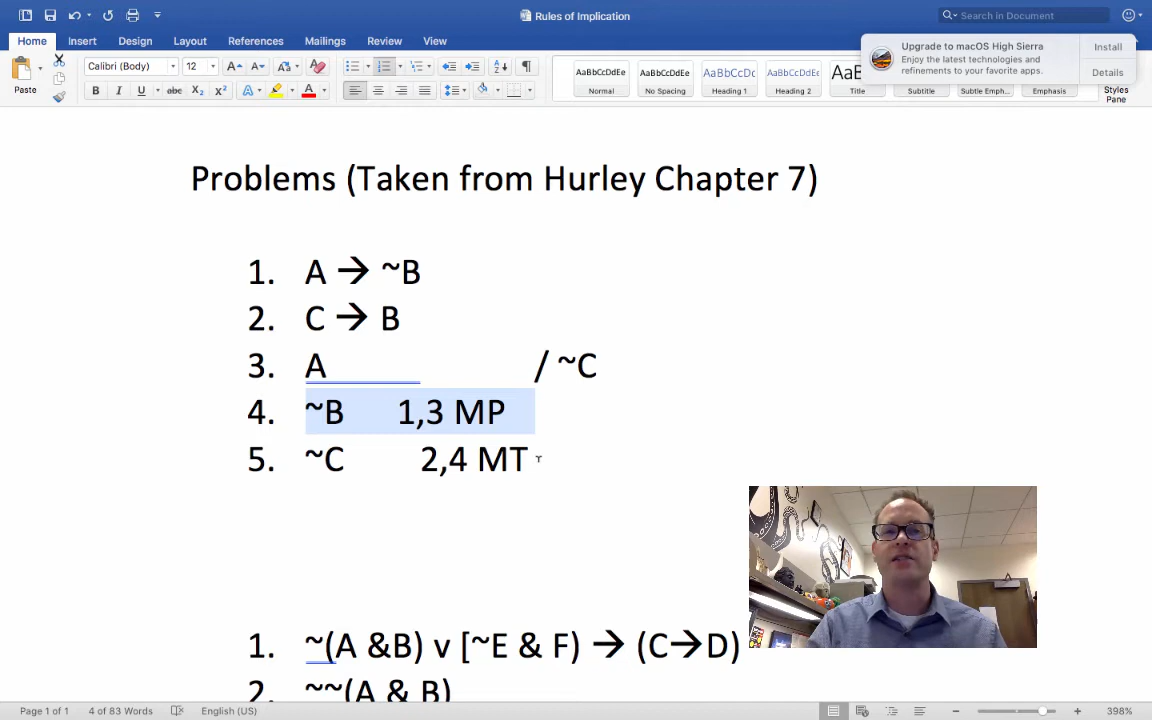 Rules of Implication
Search in Document
Home Insert Design Layout References Mailings Review View
Upgrade to macOS High Sierra
Enjoy the latest technologies and
refinements to your favorite apps.
Install
Details
Paste
Calibri (Body) 12
AaBbCcDdEe AaBbCcDdEe AaBbCcDc AaBbCcDdEe
Normal No Spacing Heading 1 Heading 2 Title Subtitle Subtle Emph... Emphasis
Styles
Pane
Problems (Taken from Hurley Chapter 7)
1. A → ~B
2. C → B
3. A / ~C
4. ~B 1,3 MP
5. ~C 2,4 MT
1. ~(A &B) v [~E & F) → (C→D)
2. ~~(A & B)
Page 1 of 1 4 of 83 Words English (US) 398%